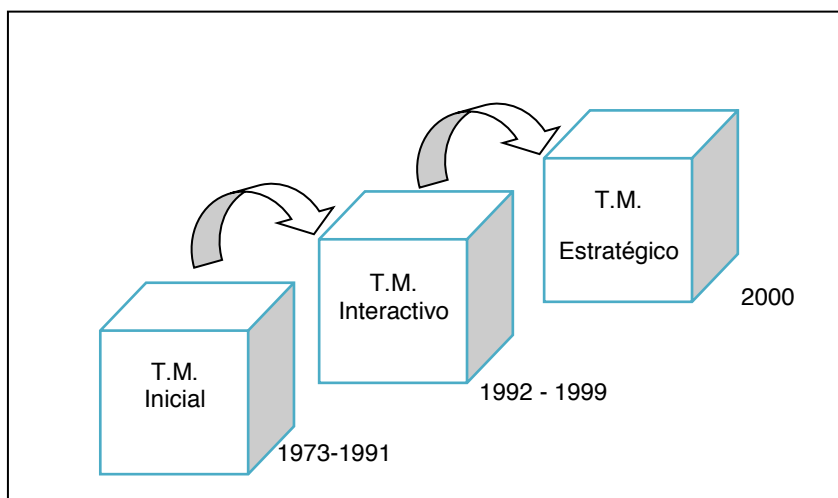 T.M.
Inicial
1973-1991
T.M.
Interactivo
1992 - 1999
T.M.
Estratégico
2000